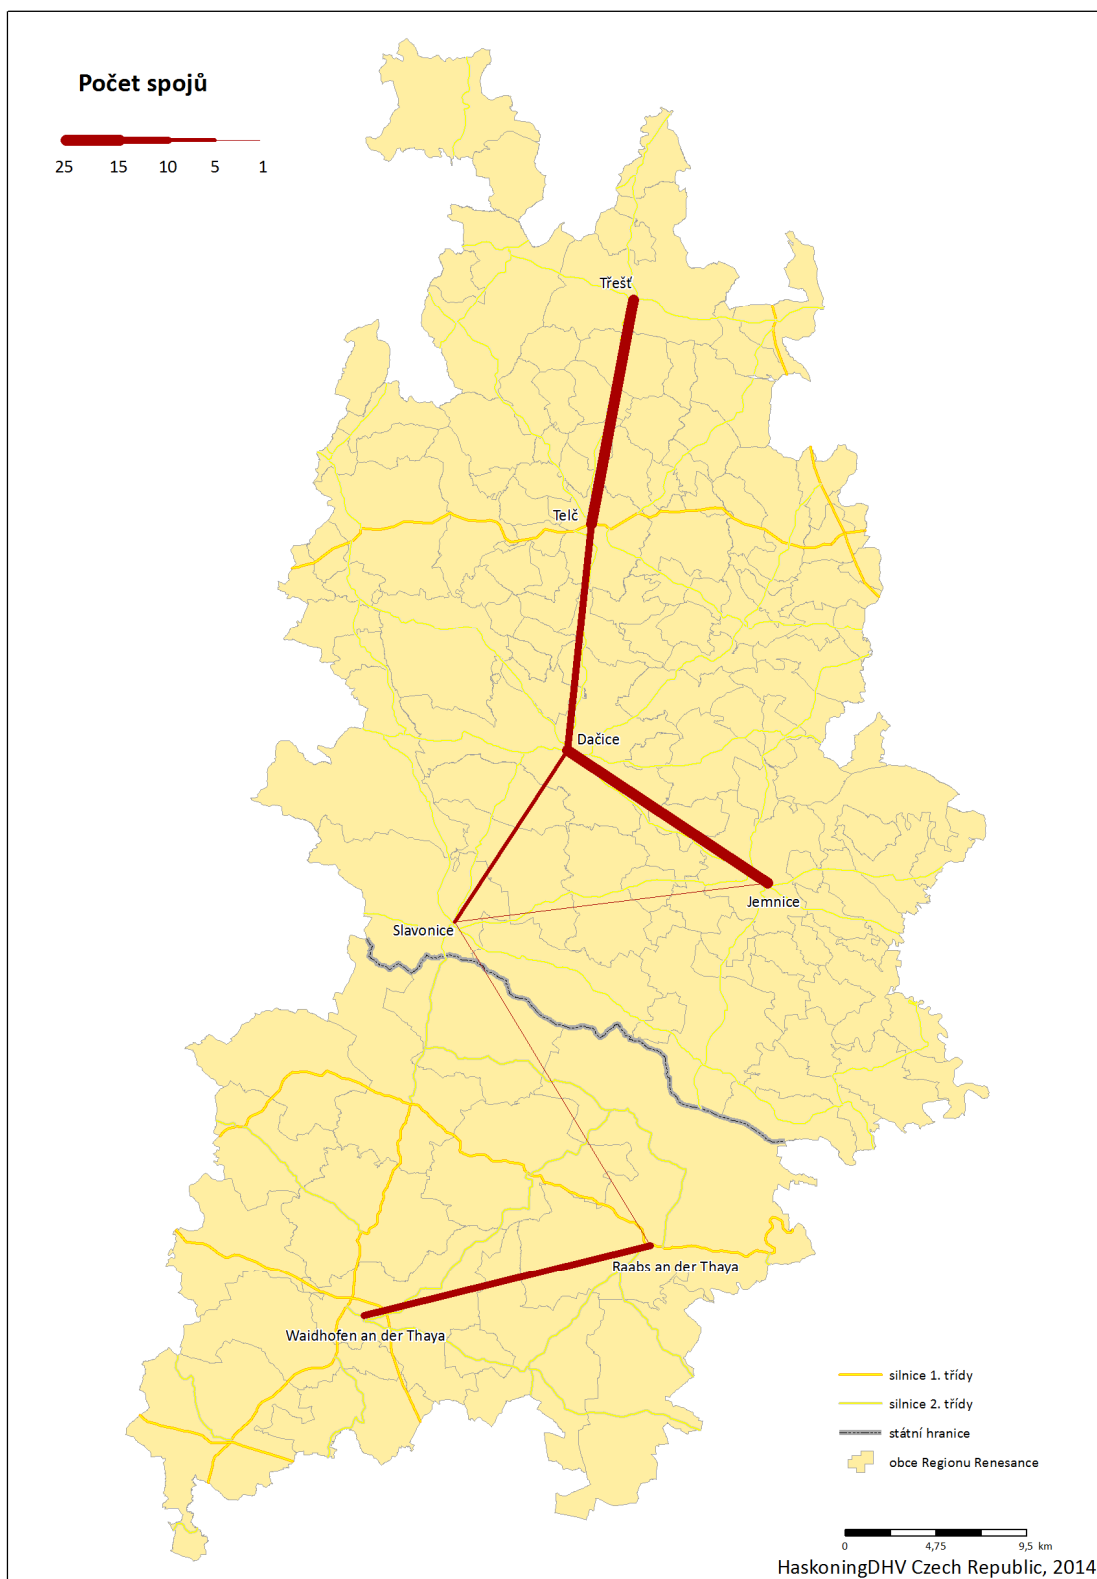 Počet spojů
25 15 10 5 1
Třešť
Telč
Dačice
Jemnice
Slavonice
Raabs an der Thaya
Waidhofen an der Thaya
silnice 1. třídy
silnice 2. třídy
státní hranice
obce Regionu Renesance
0 4,75 9,5 km
HaskoningDHV Czech Republic, 2014